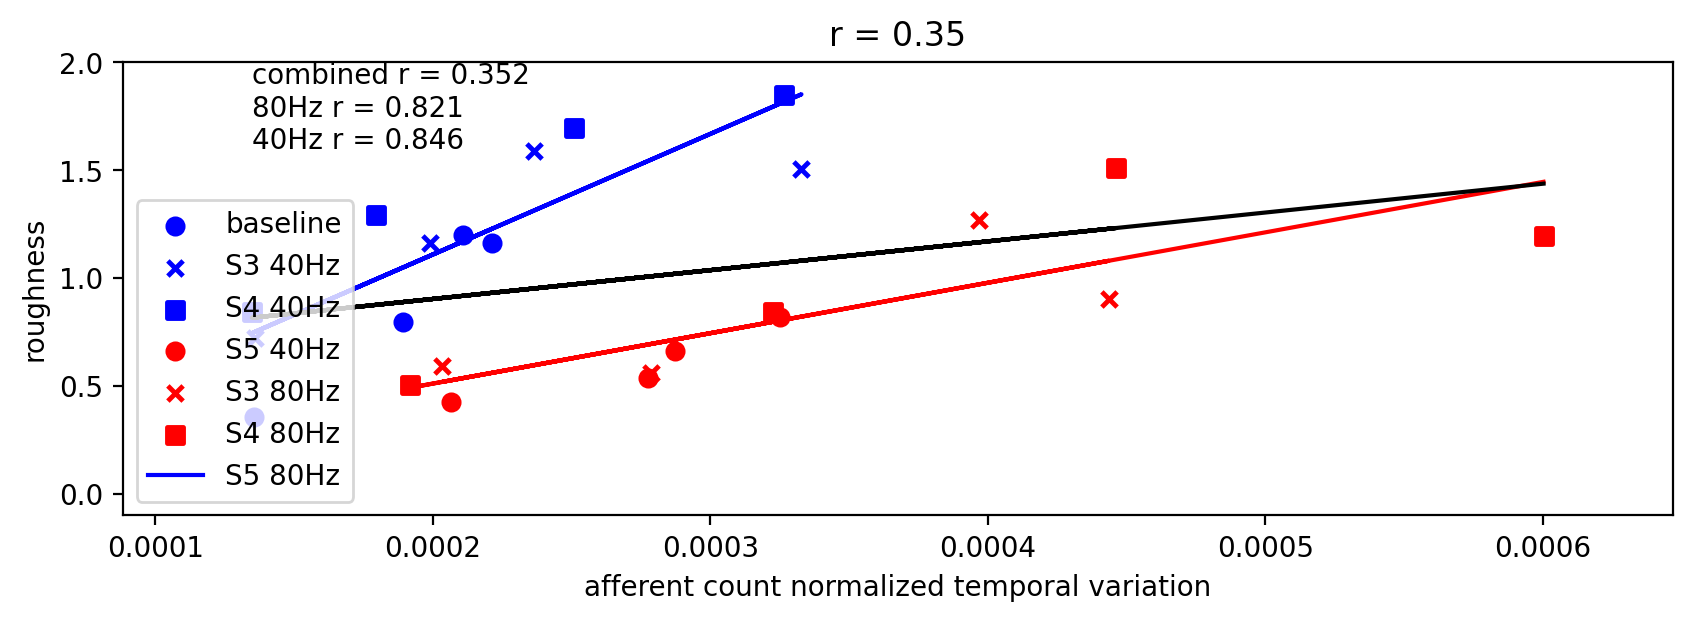 r = 0.35
combined r = 0.352
80Hz r = 0.821
40Hz r = 0.846
2.0
1.5
1.0
0.5
0.0
roughness
baseline
S3 40Hz
S4 40Hz
S5 40Hz
S3 80Hz
S4 80Hz
S5 80Hz
0.0001 0.0002 0.0003 0.0004 0.0005 0.0006
afferent count normalized temporal variation